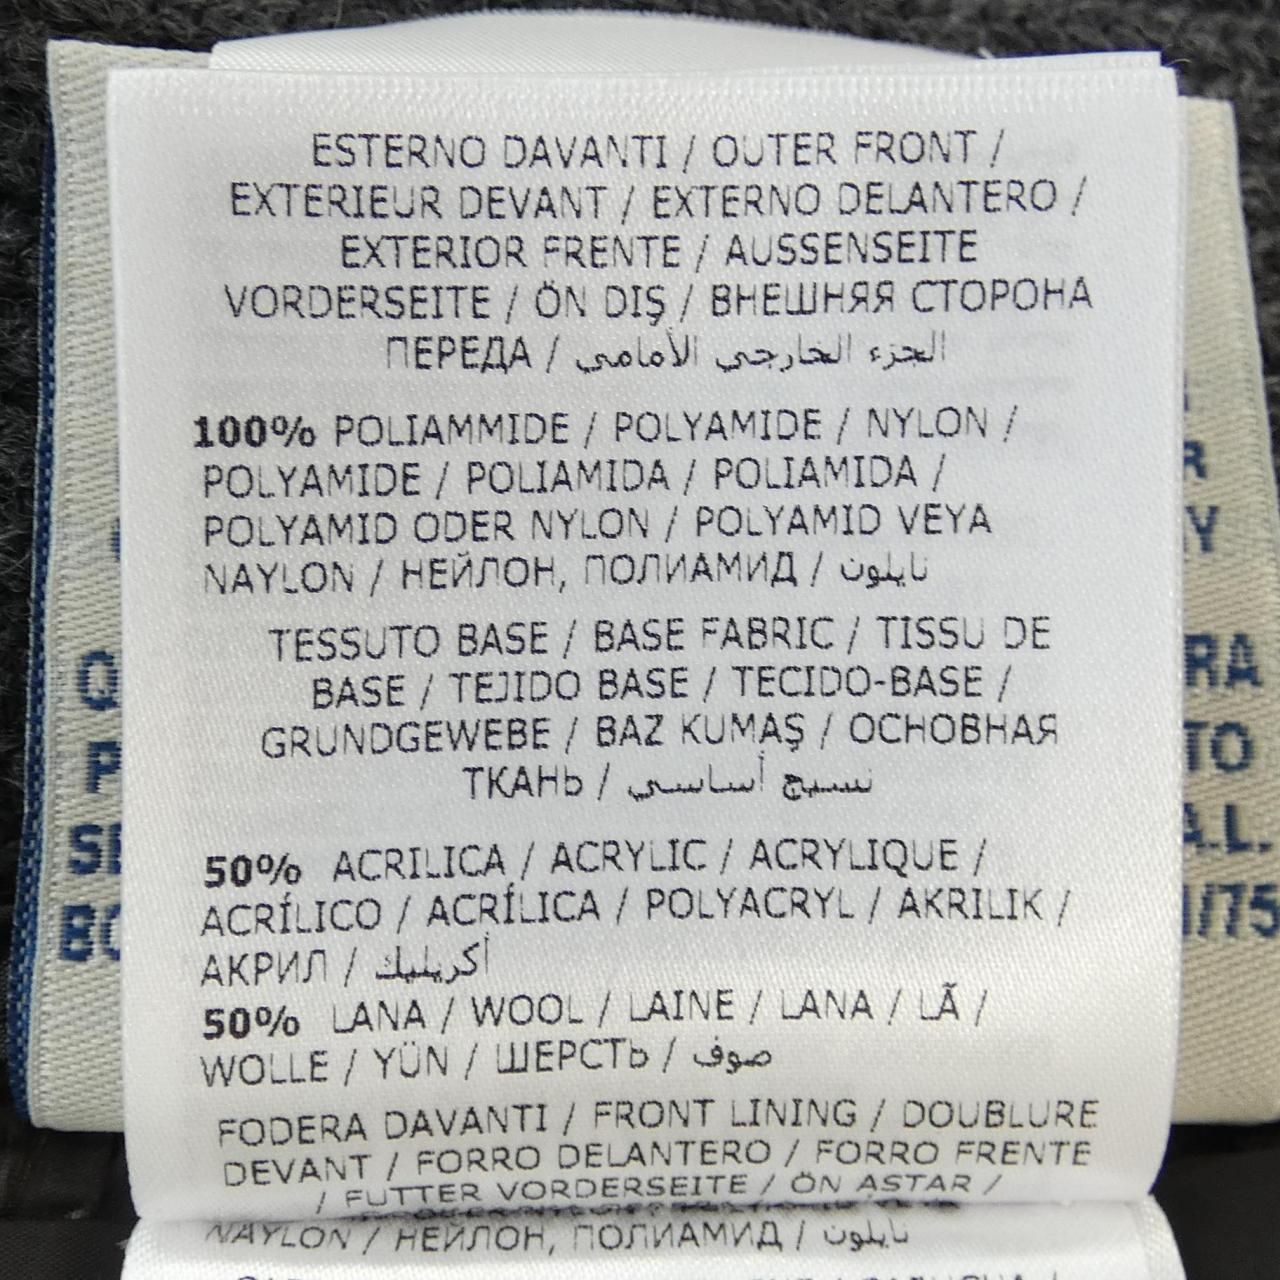 ESTERNO DAVANTI / OUTER FRONT /
EXTERIEUR DEVANT / EXTERNO DELANTERO /
EXTERIOR FRENTE / AUSSENSEITE
VORDERSEITE / ÖN DIŞ / ВНЕШНЯЯ СТОРОНА
ПЕРЕДА / الجزء الخارجي الأمامي
100% POLIAMMIDE / POLYAMIDE / NYLON /
POLYAMIDE / POLIAMIDA / POLIAMIDA /
POLYAMID ODER NYLON / POLYAMID VEYA
NAYLON / НЕЙЛОН, ПОЛИАМИД / نايلون
TESSUTO BASE / BASE FABRIC / TISSU DE
BASE / TEJIDO BASE / TECIDO-BASE /
GRUNDGEWEBE / BAZ KUMAŞ / ОСНОВНАЯ
ТКАНЬ / نسيج أساسي
50% ACRILICA / ACRYLIC / ACRYLIQUE /
ACRÍLICO / ACRÍLICA / POLYACRYL / AKRILIK /
АКРИЛ / أكريليك
50% LANA / WOOL / LAINE / LANA / LÃ /
WOLLE / YÜN / ШЕРСТЬ / صوف
FODERA DAVANTI / FRONT LINING / DOUBLURE
DEVANT / FORRO DELANTERO / FORRO FRENTE
/ FUTTER VORDERSEITE / ÖN ASTAR /
NAYLON / НЕЙЛОН, ПОЛИАМИД / نايلون